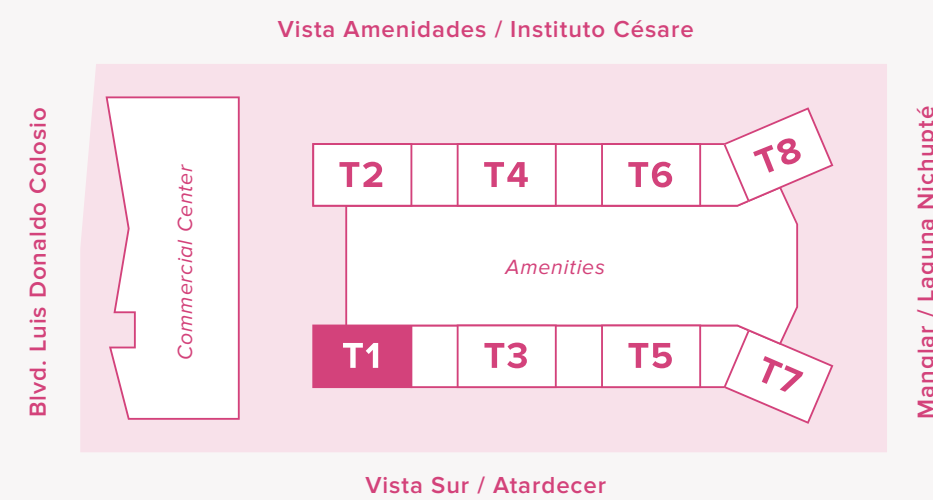 Vista Amenidades / Instituto Césare
Blvd. Luis Donaldo Colosio
Commercial Center
T2
T4
T6
T8
Amenities
T1
T3
T5
T7
Manglar / Laguna Nichupté
Vista Sur / Atardecer